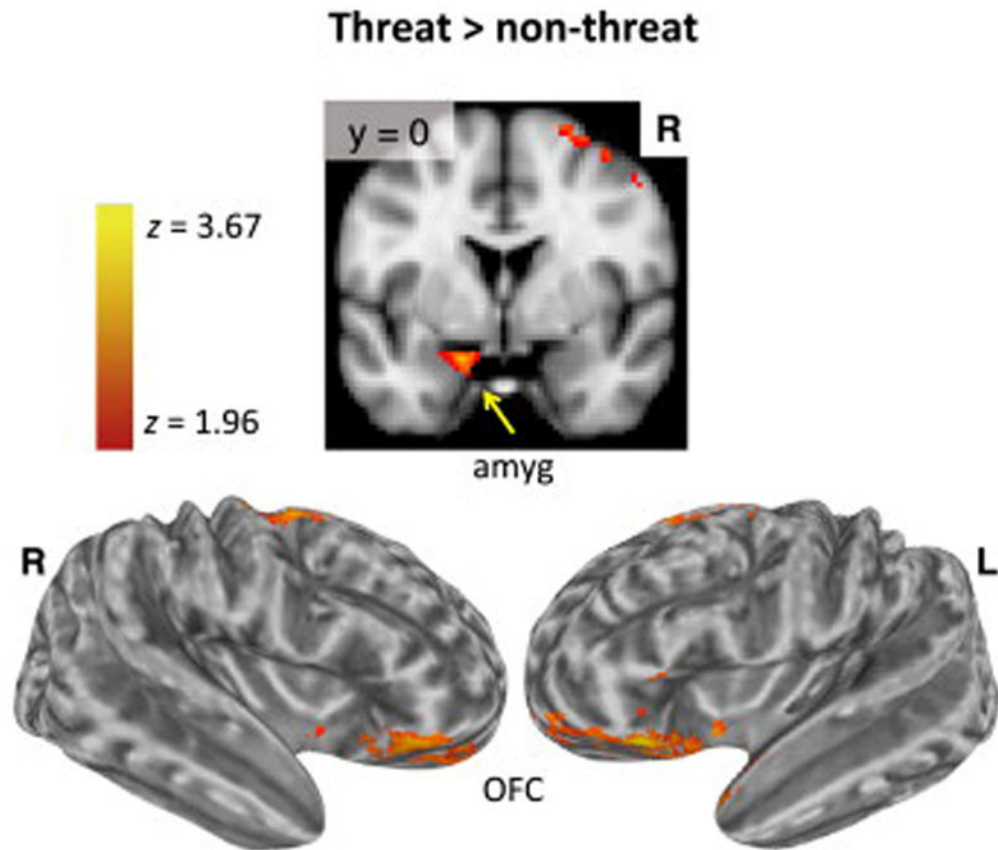 Threat > non-threat
y = 0
R
z = 3.67
z = 1.96
amyg
R
L
OFC